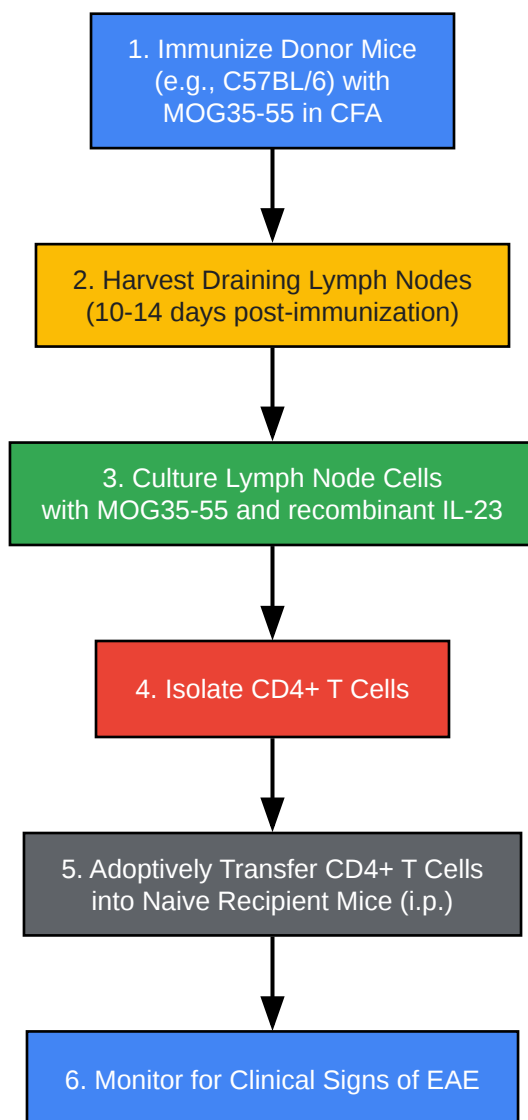 1. Immunize Donor Mice
(e.g., C57BL/6) with
MOG35-55 in CFA
2. Harvest Draining Lymph Nodes
(10-14 days post-immunization)
3. Culture Lymph Node Cells
with MOG35-55 and recombinant IL-23
4. Isolate CD4+ T Cells
5. Adoptively Transfer CD4+ T Cells
into Naive Recipient Mice (i.p.)
6. Monitor for Clinical Signs of EAE